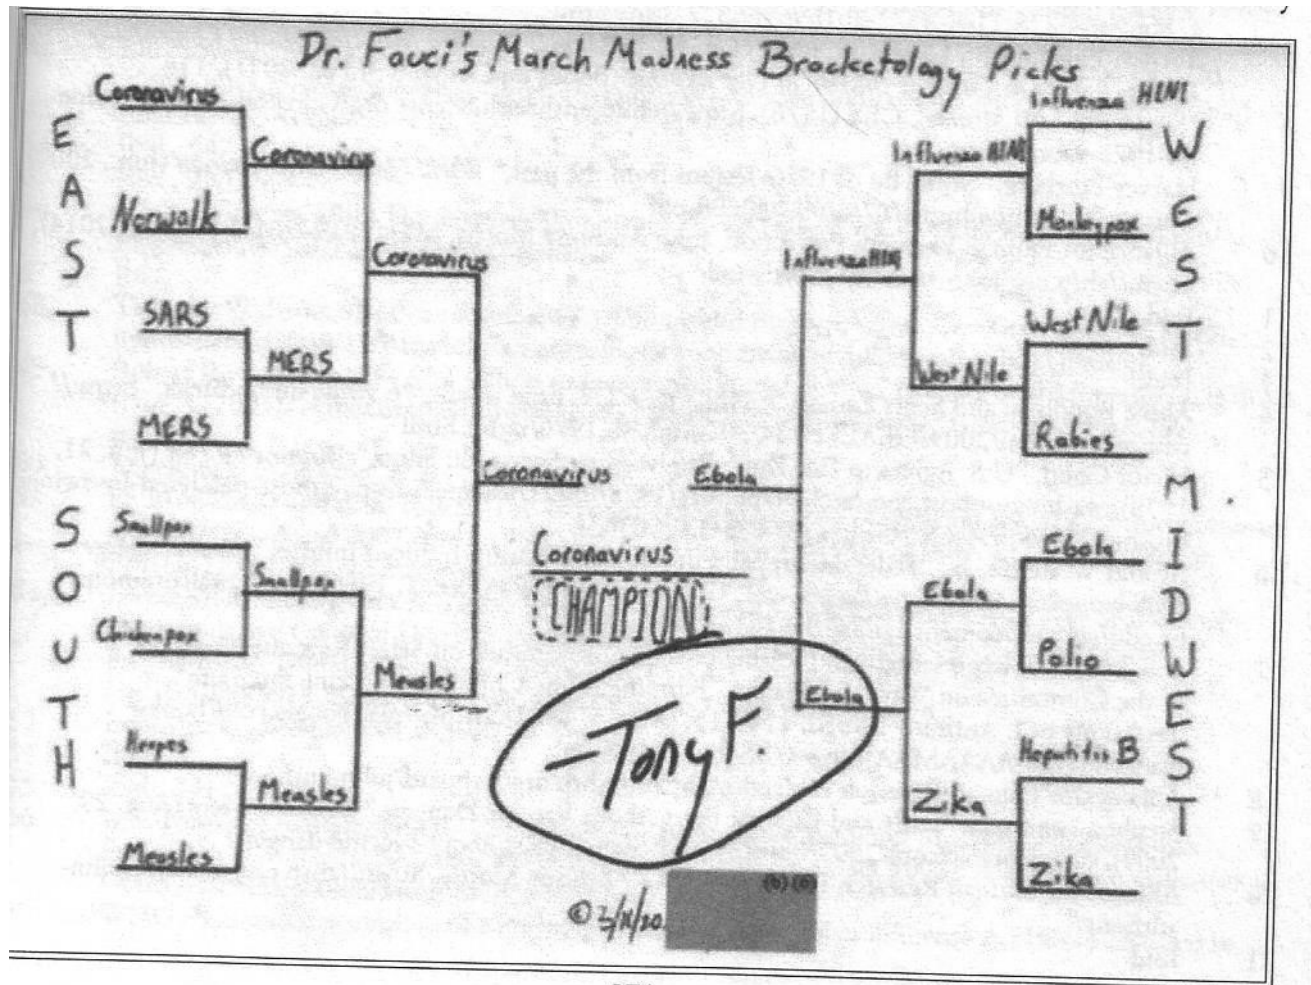 Dr. Fauci's March Madness Bracketology Picks
EAST
Coronavirus
Norwalk
SARS
MERS
Coronavirus
MERS
Coronavirus
SOUTH
Smallpox
Chickenpox
Herpes
Measles
Smallpox
Measles
Measles
Coronavirus
Coronavirus
CHAMPION
Ebola
Influenza H1N1
Ebola
Influenza H1N1
West Nile
Ebola
Zika
Influenza H1N1
Monkeypox
West Nile
Rabies
WEST
Ebola
Polio
Hepatitis B
Zika
MIDWEST
-Tony F.
(b)(6)